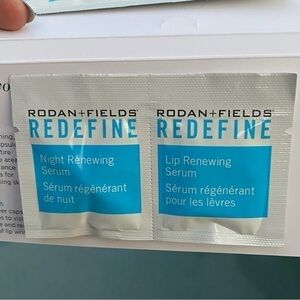 RODAN+FIELDS®
REDEFINE
Night Renewing
Serum
Sérum régénérant
de nuit
RODAN+FIELDS®
REDEFINE
Lip Renewing
Serum
Sérum régénérant
pour les lèvres